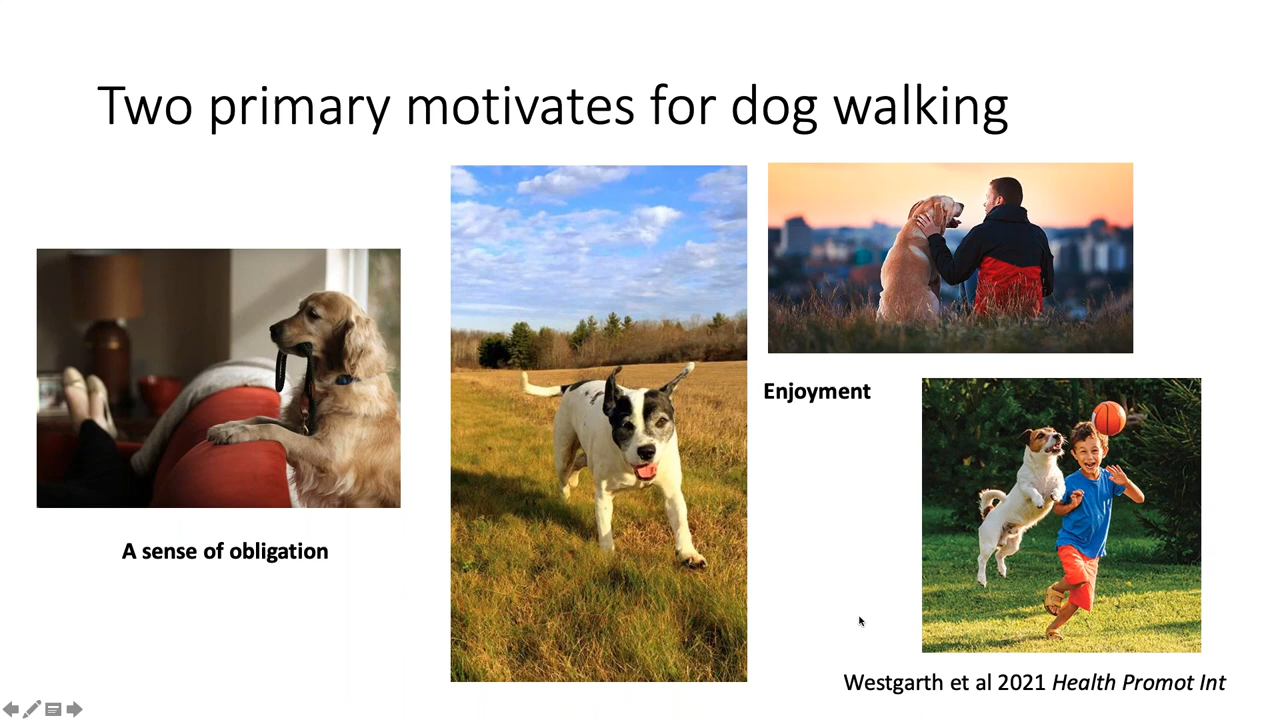 Two primary motivates for dog walking
Enjoyment
A sense of obligation
Westgarth et al 2021 Health Promot Int